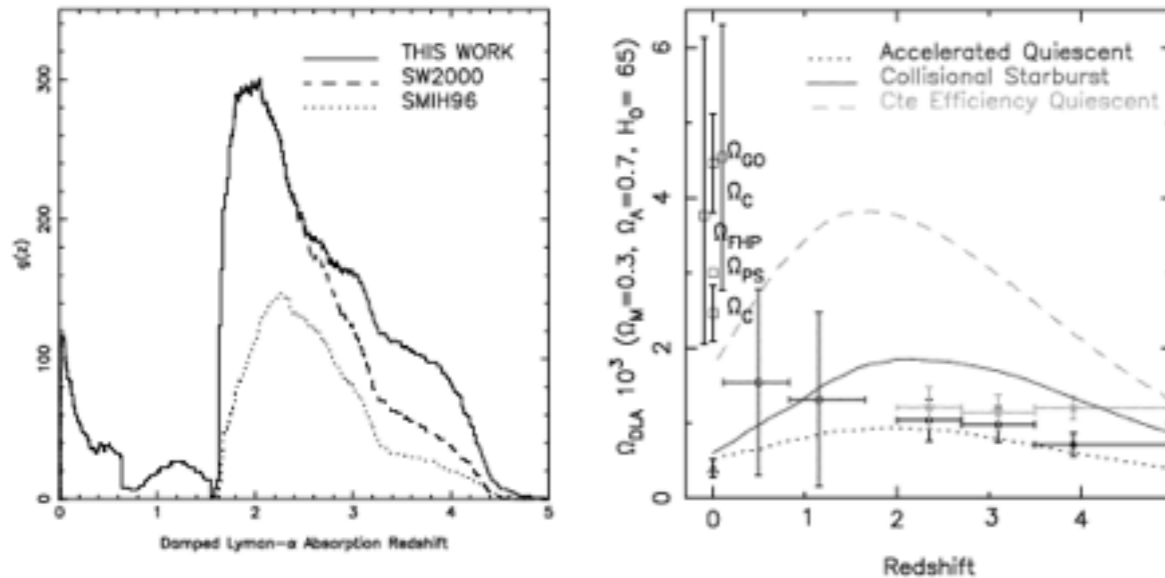 THIS WORK
SW2000
SMIH96
g(z)
300
200
100
0
0 1 2 3 4 5
Damped Lyman-α Absorption Redshift
Accelerated Quiescent
Collisional Starburst
Cte Efficiency Quiescent
Ω_DLA 10³ (Ω_M=0.3, Ω_Λ=0.7, H_0= 65)
6
4
2
0
Ω_GO
Ω_C
Ω_FHP
Ω_PS
Ω_C
0 1 2 3 4
Redshift